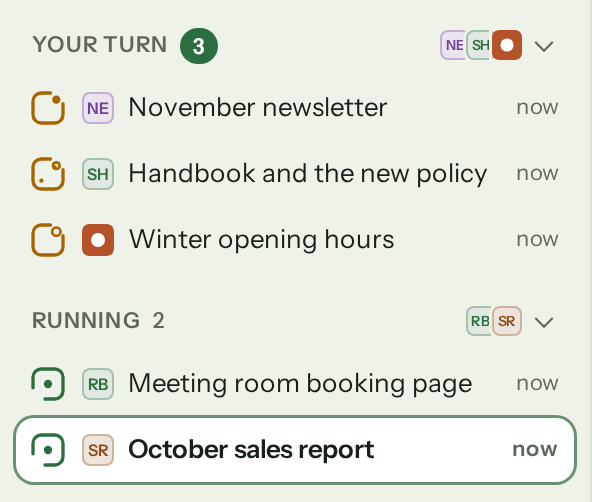 YOUR TURN 3 NE SH
NE November newsletter now
SH Handbook and the new policy now
Winter opening hours now
RUNNING 2 RB SR
RB Meeting room booking page now
SR October sales report now